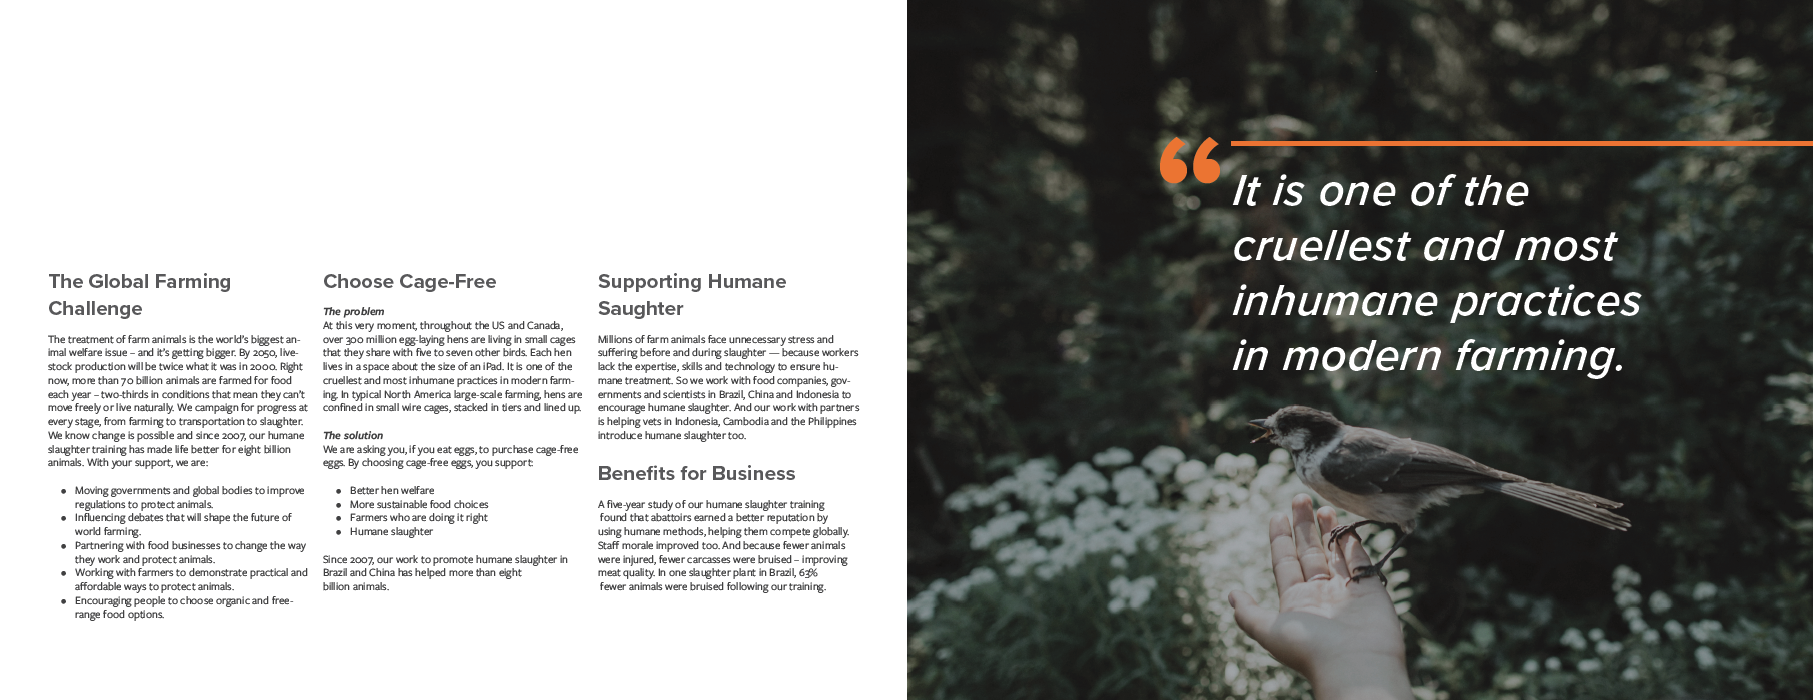 The Global Farming
Challenge
The treatment of farm animals is the world's biggest an-
imal welfare issue – and it's getting bigger. By 2050, live-
stock production will be twice what it was in 2000. Right
now, more than 70 billion animals are farmed for food
each year – two-thirds in conditions that mean they can't
move freely or live naturally. We campaign for progress at
every stage, from farming to transportation to slaughter.
We know change is possible and since 2007, our humane
slaughter training has made life better for eight billion
animals. With your support, we are:
● Moving governments and global bodies to improve
regulations to protect animals.
● Influencing debates that will shape the future of
world farming.
● Partnering with food businesses to change the way
they work and protect animals.
● Working with farmers to demonstrate practical and
affordable ways to protect animals.
● Encouraging people to choose organic and free-
range food options.
Choose Cage-Free
The problem
At this very moment, throughout the US and Canada,
over 300 million egg-laying hens are living in small cages
that they share with five to seven other birds. Each hen
lives in a space about the size of an iPad. It is one of the
cruellest and most inhumane practices in modern farm-
ing. In typical North America large-scale farming, hens are
confined in small wire cages, stacked in tiers and lined up.
The solution
We are asking you, if you eat eggs, to purchase cage-free
eggs. By choosing cage-free eggs, you support:
● Better hen welfare
● More sustainable food choices
● Farmers who are doing it right
● Humane slaughter
Since 2007, our work to promote humane slaughter in
Brazil and China has helped more than eight
billion animals.
Supporting Humane
Saughter
Millions of farm animals face unnecessary stress and
suffering before and during slaughter — because workers
lack the expertise, skills and technology to ensure hu-
mane treatment. So we work with food companies, gov-
ernments and scientists in Brazil, China and Indonesia to
encourage humane slaughter. And our work with partners
is helping vets in Indonesia, Cambodia and the Philippines
introduce humane slaughter too.
Benefits for Business
A five-year study of our humane slaughter training
found that abattoirs earned a better reputation by
using humane methods, helping them compete globally.
Staff morale improved too. And because fewer animals
were injured, fewer carcasses were bruised – improving
meat quality. In one slaughter plant in Brazil, 63%
fewer animals were bruised following our training.
“ It is one of the
cruellest and most
inhumane practices
in modern farming.